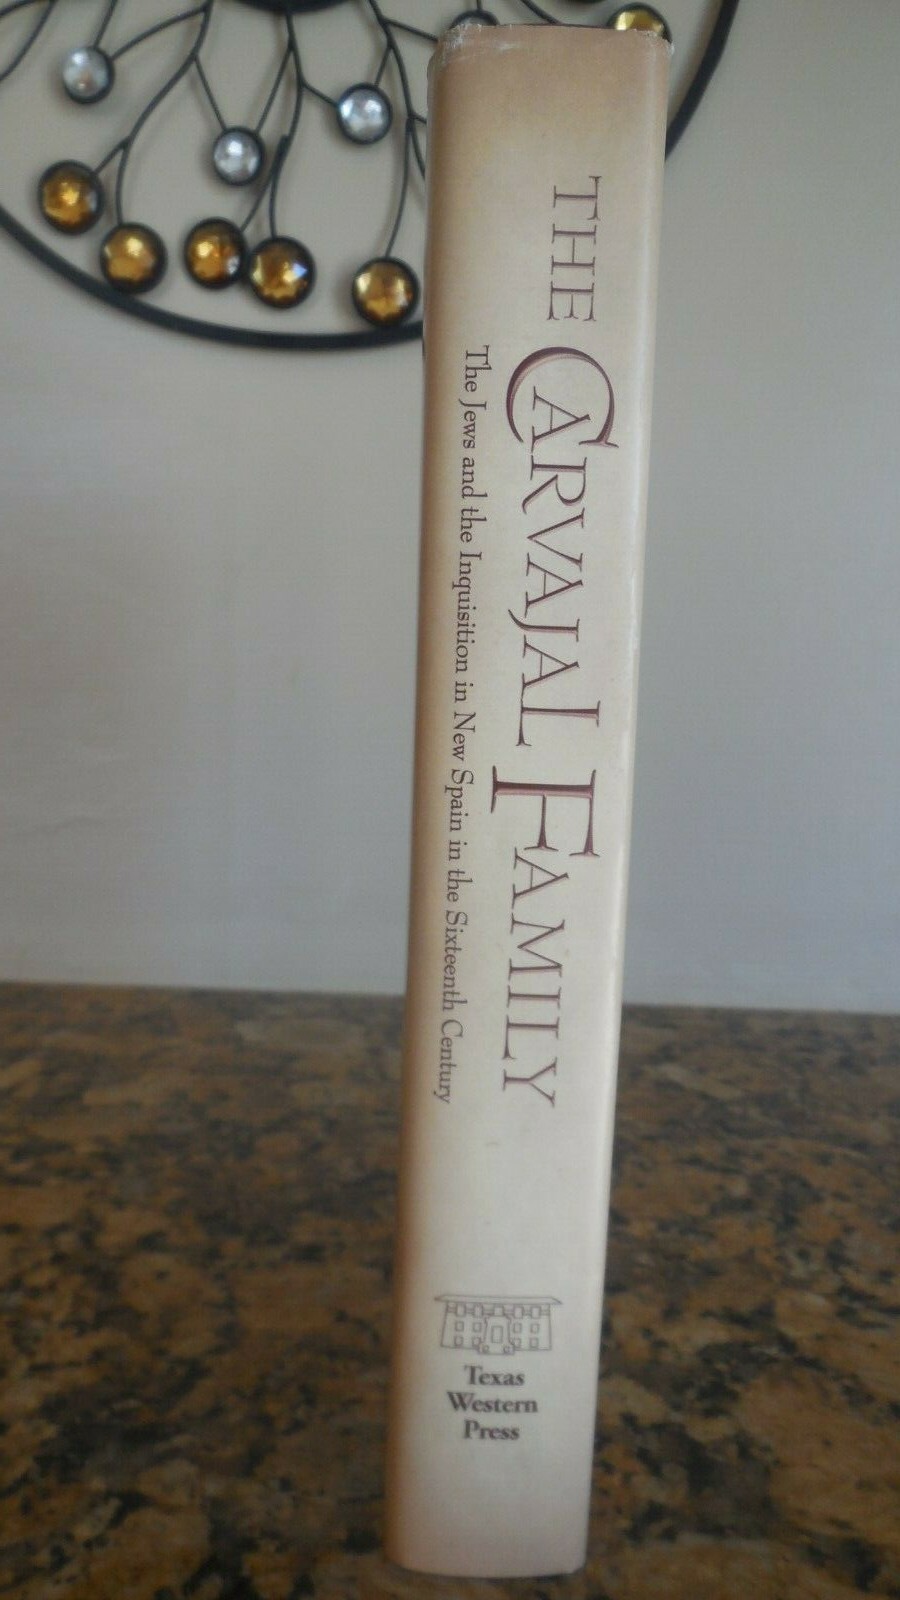 THE CARVAJAL FAMILY
The Jews and the Inquisition in New Spain in the Sixteenth Century
Texas
Western
Press